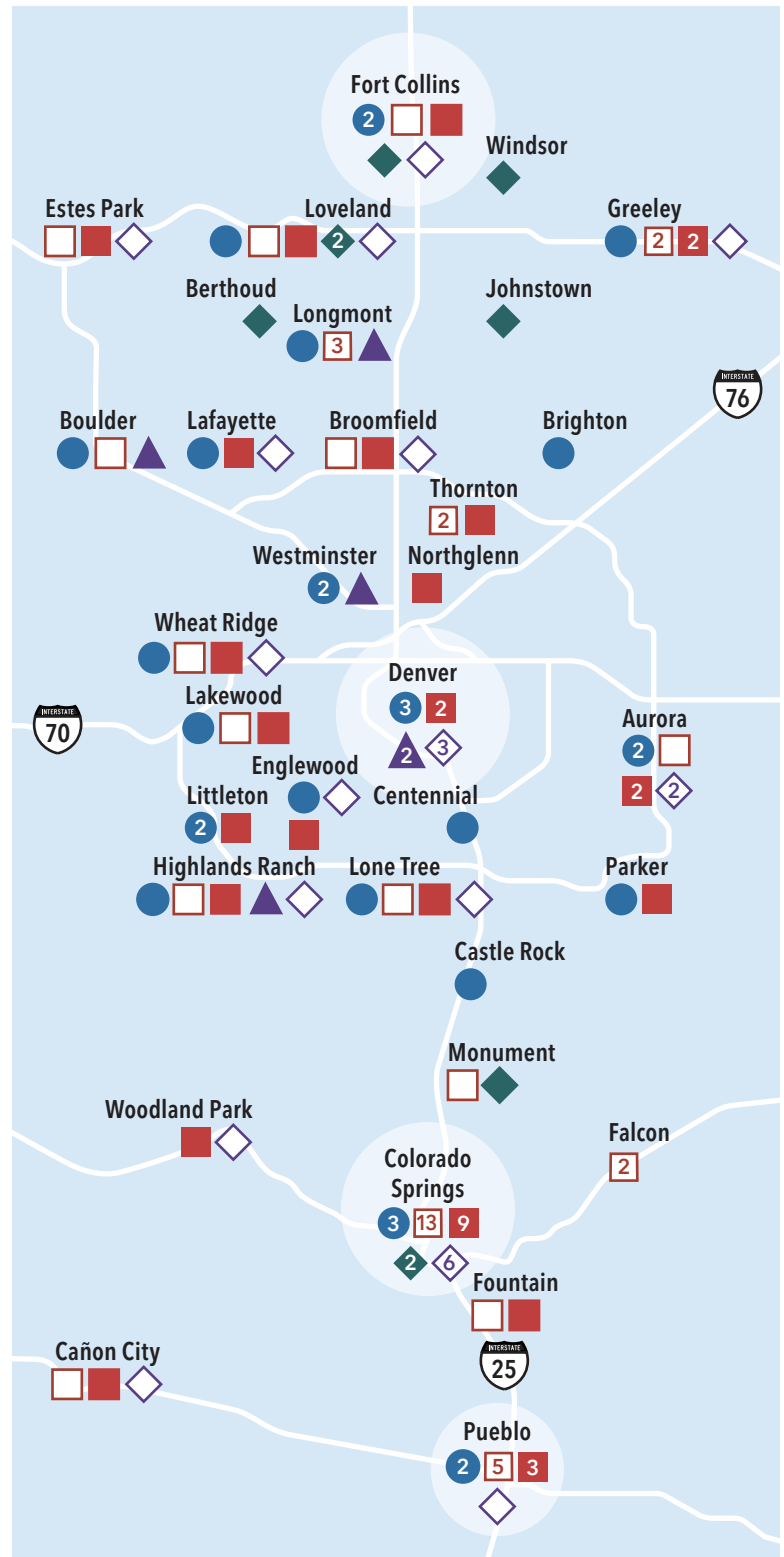 Fort Collins
2
Windsor
Estes Park
Loveland
Greeley
2
2 2
Berthoud
Johnstown
Longmont
3
INTERSTATE
76
Boulder
Lafayette
Broomfield
Brighton
Thornton
2
Westminster
Northglenn
2
Wheat Ridge
Denver
3 2
2 3
Lakewood
INTERSTATE
70
Aurora
2
2 2
Englewood
Littleton
2
Centennial
Highlands Ranch
Lone Tree
Parker
Castle Rock
Monument
Woodland Park
Falcon
2
Colorado
Springs
3 13 9
2 6
Fountain
INTERSTATE
25
Cañon City
Pueblo
2 5 3